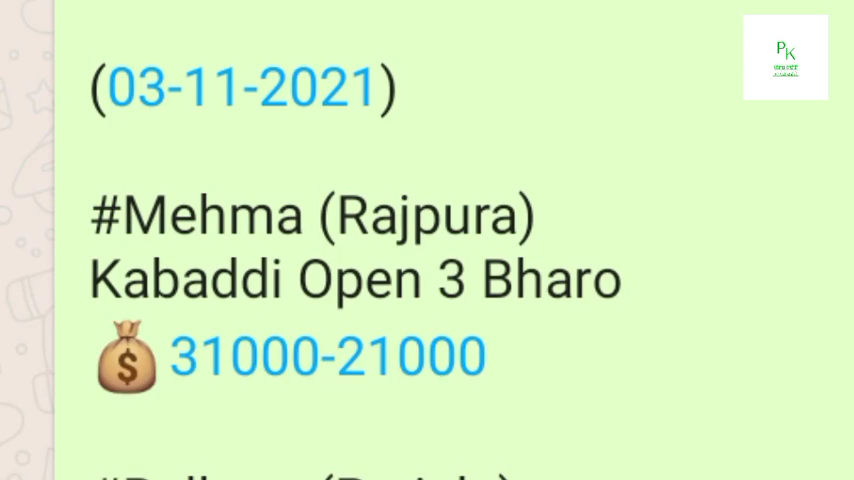 (03-11-2021)
#Mehma (Rajpura)
Kabaddi Open 3 Bharo
💰31000-21000
PK